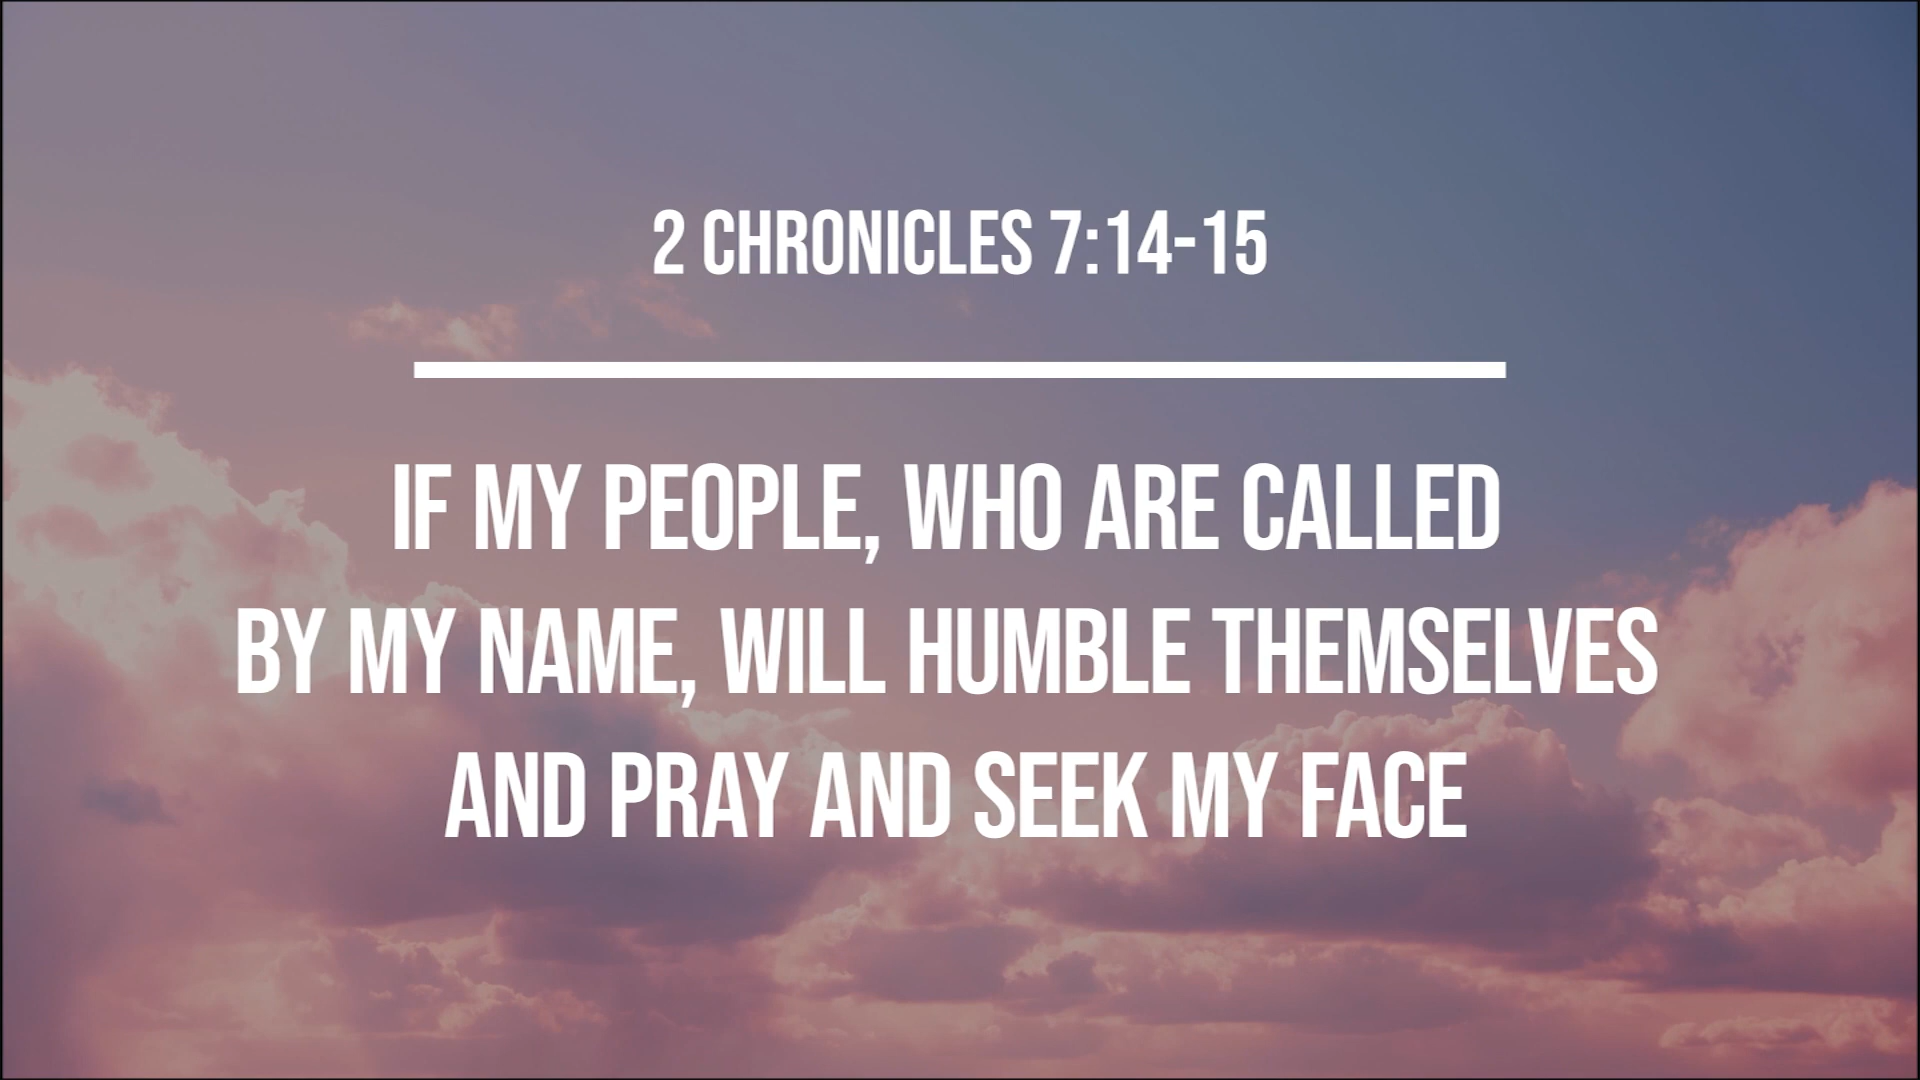 2 CHRONICLES 7:14-15
IF MY PEOPLE, WHO ARE CALLED
BY MY NAME, WILL HUMBLE THEMSELVES
AND PRAY AND SEEK MY FACE